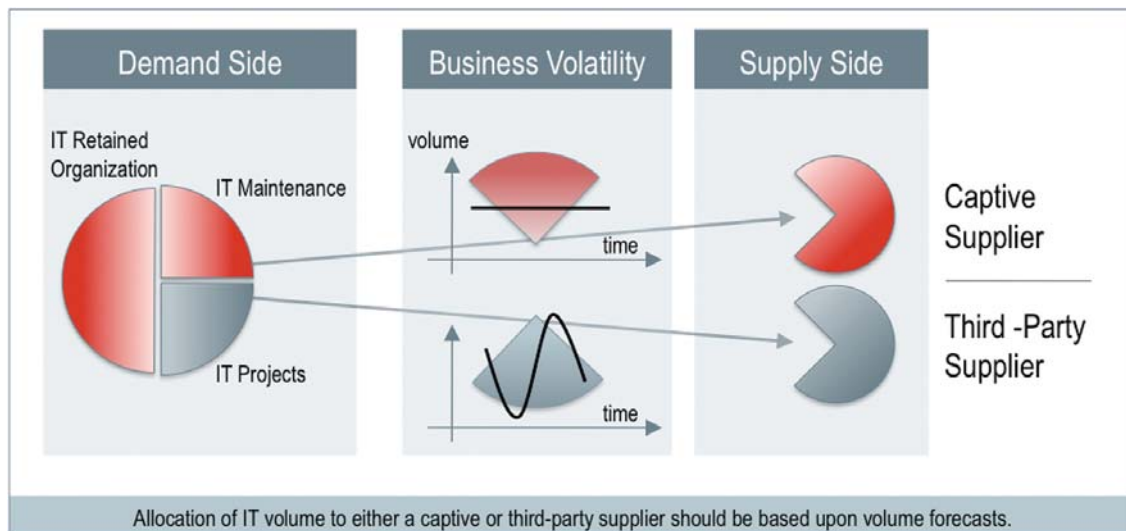 Demand Side
Business Volatility
Supply Side
IT Retained
Organization
IT Maintenance
IT Projects
volume
time
time
Captive
Supplier
Third -Party
Supplier
Allocation of IT volume to either a captive or third-party supplier should be based upon volume forecasts.